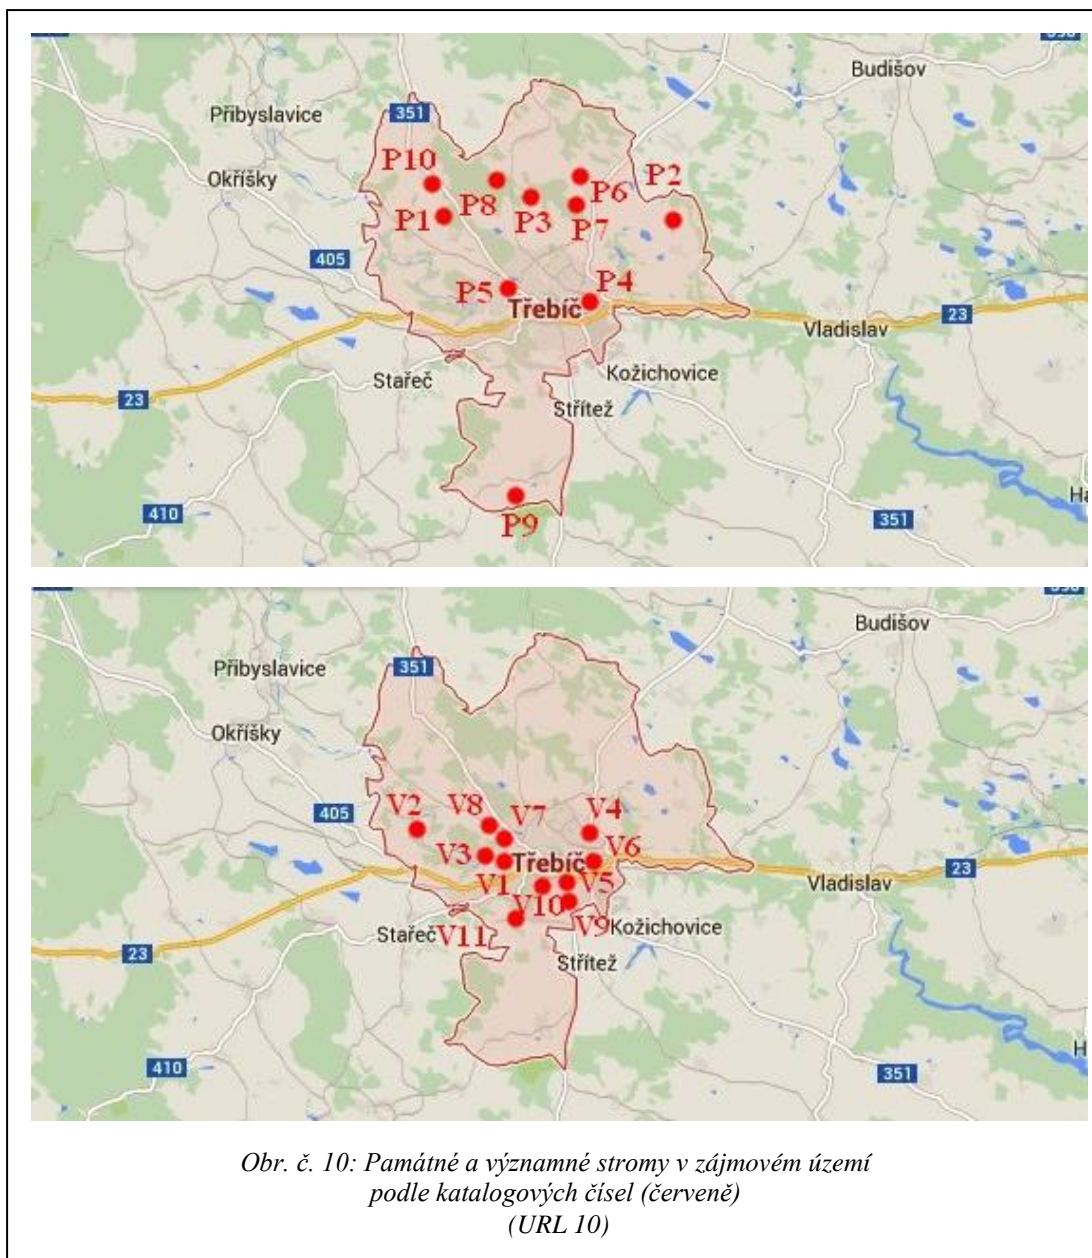 Budišov
Přibyslavice
351
P10
Okříšky
P8
P6
P2
P1
P3
P7
405
P5
P4
Třebíč
23
Vladislav
Stařeč
Kožichovice
23
Střítež
410
P9
351
Budišov
Přibyslavice
351
Okříšky
405
V2
V8
V7
V4
V3
Třebíč
V6
23
V1
V5
Vladislav
V10
V11
V9
Stařeč
Kožichovice
23
Střítež
410
351
Obr. č. 10: Památné a významné stromy v zájmovém území
podle katalogových čísel (červeně)
(URL 10)